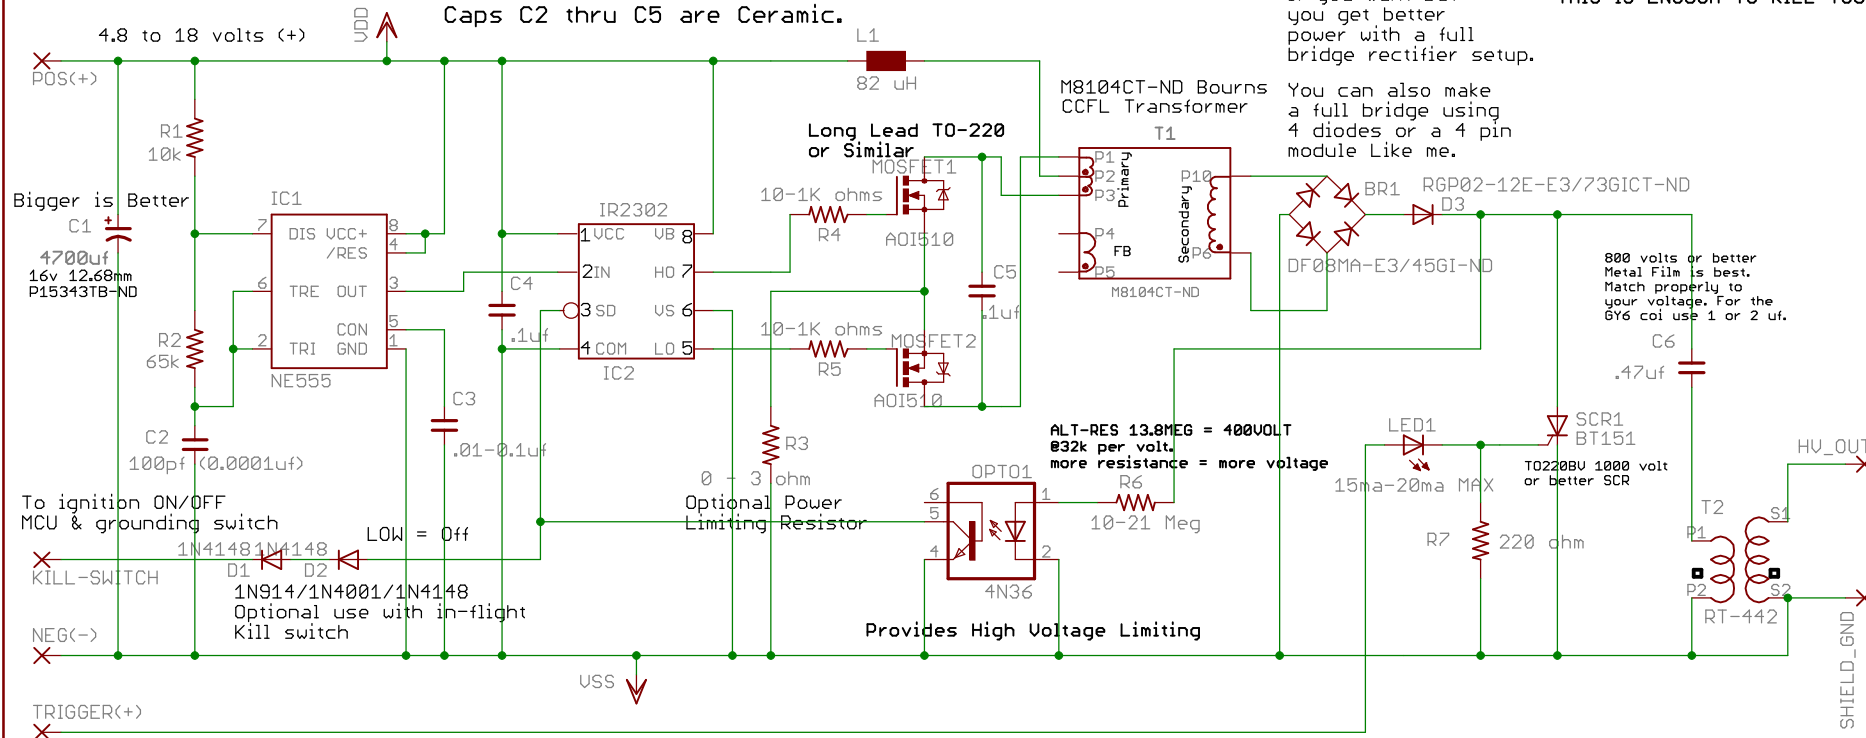 Caps C2 thru C5 are Ceramic.
you get better
power with a full
bridge rectifier setup.
You can also make
a full bridge using
4 diodes or a 4 pin
module Like me.
4.8 to 18 volts (+)
VDD
POS(+)
L1
82 uH
M8104CT-ND Bourns
CCFL Transformer
T1
R1
10k
Long Lead TO-220
or Similar
MOSFET1
P1
P2
P3
P4
P5
Primary
FB
Secondary
P10
P6
M8104CT-ND
BR1
RGP02-12E-E3/73GICT-ND
D3
DF08MA-E3/45GI-ND
Bigger is Better
C1
+
4700uf
16v 12.68mm
P15343TB-ND
IC1
7 DIS VCC+ 8
/RES 4
6 TRE OUT 3
CON 5
2 TRI GND 1
NE555
R2
65k
C2
100pf (0.0001uf)
C3
.01-0.1uf
C4
.1uf
IR2302
1 VCC VB 8
2 IN HO 7
3 SD VS 6
4 COM LO 5
IC2
10-1K ohms
R4
AOI510
10-1K ohms
R5
MOSFET2
AOI510
C5
.1uf
800 volts or better
Metal Film is best.
Match properly to
your voltage. For the
GY6 coi use 1 or 2 uf.
C6
.47uf
R3
0 - 3 ohm
Optional Power
Limiting Resistor
ALT-RES 13.8MEG = 400VOLT
@32k per volt.
more resistance = more voltage
OPTO1
6
5
4
1
2
4N36
R6
10-21 Meg
LED1
15ma-20ma MAX
SCR1
BT151
TO220BV 1000 volt
or better SCR
R7
220 ohm
HV_OUT
T2
P1
P2
S1
S2
RT-442
SHIELD_GND
To ignition ON/OFF
MCU & grounding switch
LOW = Off
1N4148
1N4148
D1
D2
KILL-SWITCH
1N914/1N4001/1N4148
Optional use with in-flight
Kill switch
NEG(-)
Provides High Voltage Limiting
VSS
TRIGGER(+)